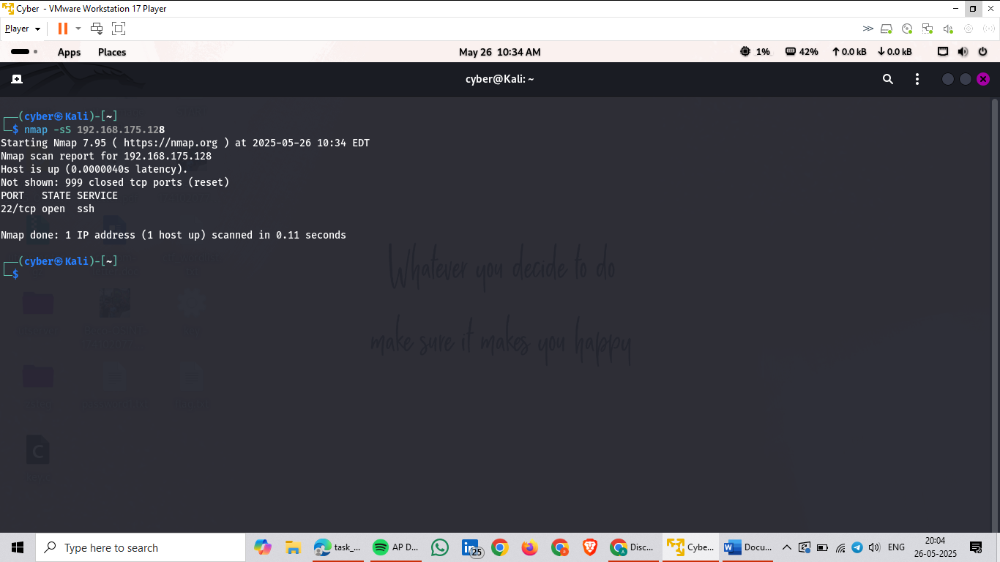 Cyber - VMware Workstation 17 Player
Player
Apps Places May 26 10:34 AM 1% 42% 0.0 kB 0.0 kB
cyber@Kali: ~
┌──(cyber㉿Kali)-[~]
└─$ nmap -sS 192.168.175.128
Starting Nmap 7.95 ( https://nmap.org ) at 2025-05-26 10:34 EDT
Nmap scan report for 192.168.175.128
Host is up (0.0000040s latency).
Not shown: 999 closed tcp ports (reset)
PORT   STATE SERVICE
22/tcp open  ssh
Nmap done: 1 IP address (1 host up) scanned in 0.11 seconds
┌──(cyber㉿Kali)-[~]
└─$
Whatever you decide to do
make sure it makes you happy
C
Type here to search task_... AP D... 25 Disc... Cybe... Docu... ENG 20:04
26-05-2025